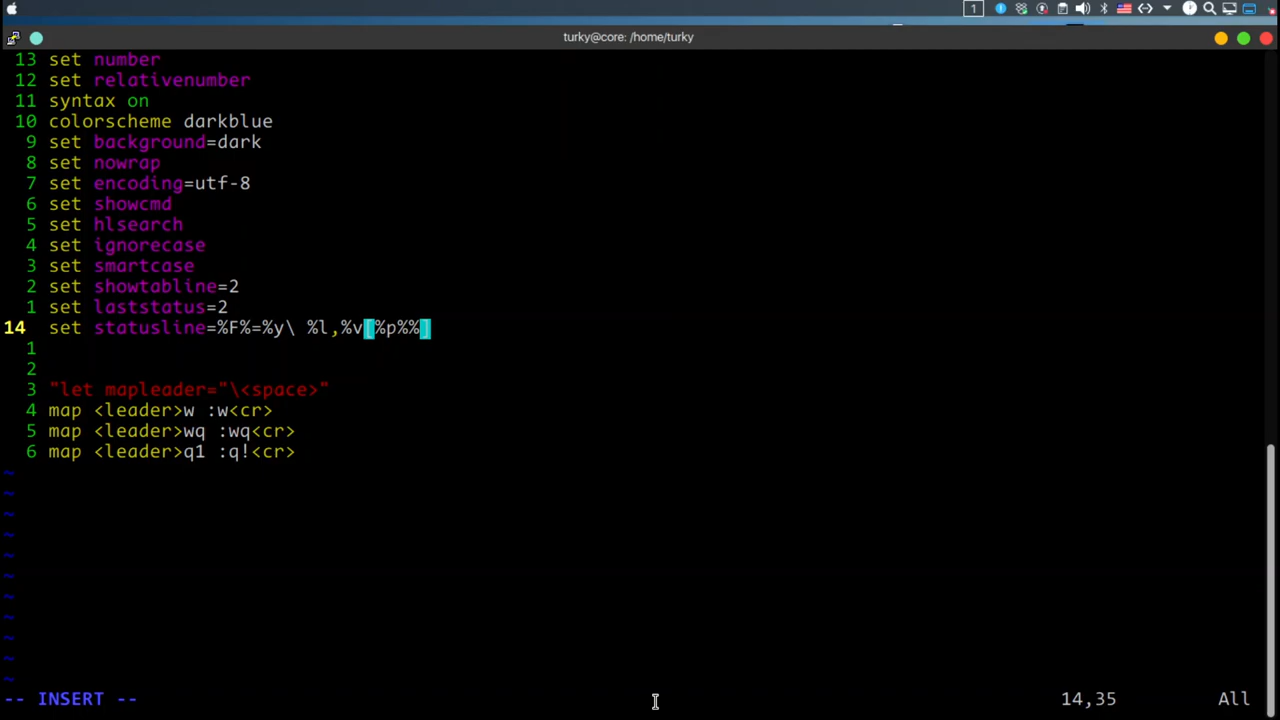 1
turky@core: /home/turky
13 set number
12 set relativenumber
11 syntax on
10 colorscheme darkblue
9 set background=dark
8 set nowrap
7 set encoding=utf-8
6 set showcmd
5 set hlsearch
4 set ignorecase
3 set smartcase
2 set showtabline=2
1 set laststatus=2
14 set statusline=%F%=%y\ %l,%v[%p%%]
1
2
3 "let mapleader="\<space>"
4 map <leader>w :w<cr>
5 map <leader>wq :wq<cr>
6 map <leader>q1 :q!<cr>
~
~
~
~
~
~
~
~
~
~
~
-- INSERT -- 14,35 All